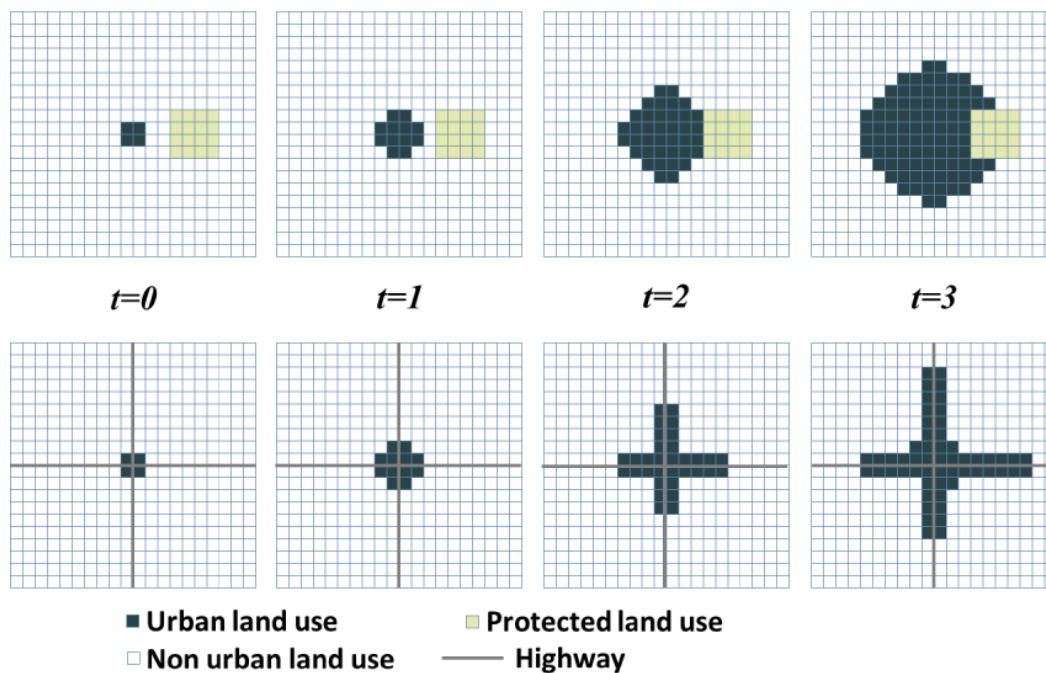 t=0 t=1 t=2 t=3
Urban land use Protected land use
Non urban land use Highway